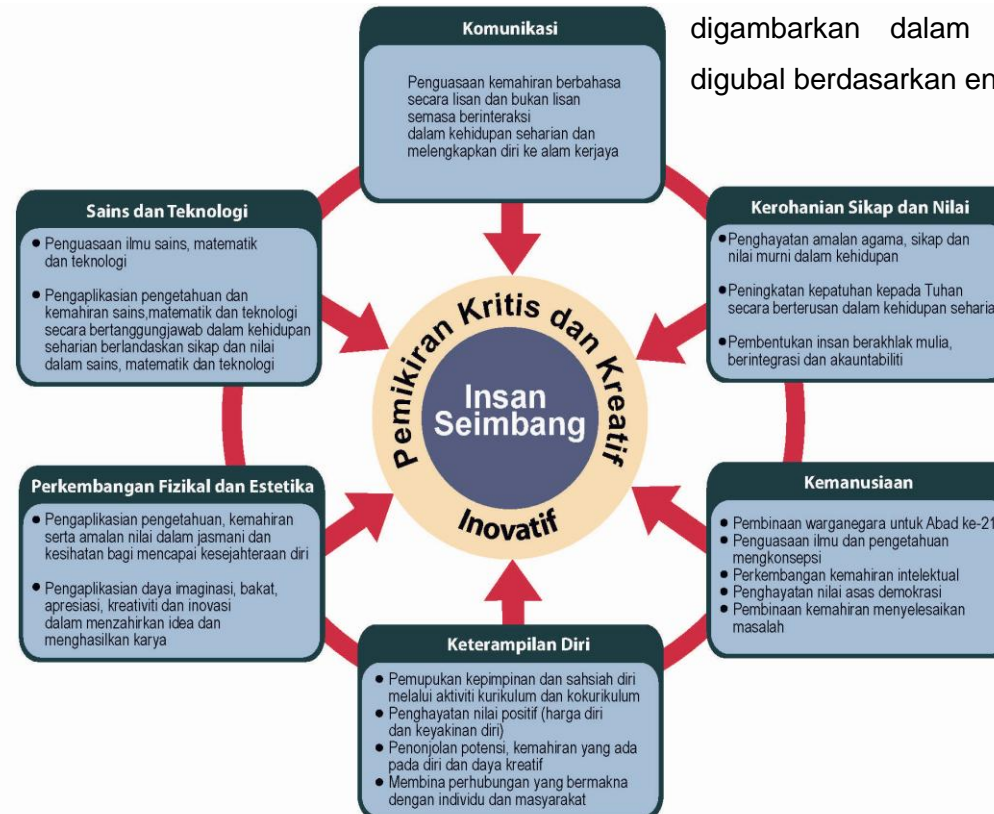 digambarkan dalam
digubal berdasarkan en
Komunikasi
Penguasaan kemahiran berbahasa
secara lisan dan bukan lisan
semasa berinteraksi
dalam kehidupan seharian dan
melengkapkan diri ke alam kerjaya
Sains dan Teknologi
● Penguasaan ilmu sains, matematik
dan teknologi
● Pengaplikasian pengetahuan dan
kemahiran sains,matematik dan teknologi
secara bertanggungjawab dalam kehidupan
seharian berlandaskan sikap dan nilai
dalam sains, matematik dan teknologi
Kerohanian Sikap dan Nilai
● Penghayatan amalan agama, sikap dan
nilai murni dalam kehidupan
● Peningkatan kepatuhan kepada Tuhan
secara berterusan dalam kehidupan seharia
● Pembentukan insan berakhlak mulia,
berintegrasi dan akauntabiliti
Pemikiran Kritis dan Kreatif
Insan
Seimbang
Inovatif
Perkembangan Fizikal dan Estetika
● Pengaplikasian pengetahuan, kemahiran
serta amalan nilai dalam jasmani dan
kesihatan bagi mencapai kesejahteraan diri
● Pengaplikasian daya imaginasi, bakat,
apresiasi, kreativiti dan inovasi
dalam menzahirkan idea dan
menghasilkan karya
Kemanusiaan
● Pembinaan warganegara untuk Abad ke-21
● Penguasaan ilmu dan pengetahuan
mengkonsepsi
● Perkembangan kemahiran intelektual
● Penghayatan nilai asas demokrasi
● Pembinaan kemahiran menyelesaikan
masalah
Keterampilan Diri
● Pemupukan kepimpinan dan sahsiah diri
melalui aktiviti kurikulum dan kokurikulum
● Penghayatan nilai positif (harga diri
dan keyakinan diri)
● Penonjolan potensi, kemahiran yang ada
pada diri dan daya kreatif
● Membina perhubungan yang bermakna
dengan individu dan masyarakat